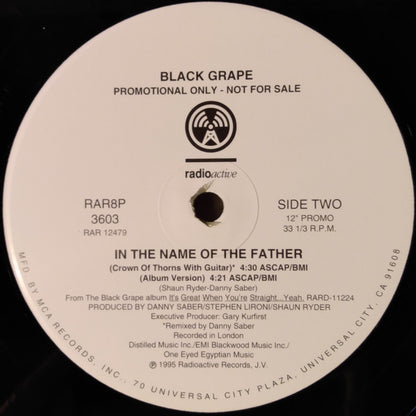 BLACK GRAPE
PROMOTIONAL ONLY - NOT FOR SALE
radioactive
RAR8P
3603
RAR 12479
SIDE TWO
12" PROMO
33 1/3 R.P.M.
IN THE NAME OF THE FATHER
(Crown Of Thorns With Guitar)* 4:30 ASCAP/BMI
(Album Version) 4:21 ASCAP/BMI
(Shaun Ryder-Danny Saber)
From The Black Grape album It's Great When You're Straight...Yeah. RARD-11224
PRODUCED BY DANNY SABER/STEPHEN LIRONI/SHAUN RYDER
Executive Producer: Gary Kurfirst
*Remixed by Danny Saber
Recorded in London
Distilled Music Inc./EMI Blackwood Music Inc./
One Eyed Egyptian Music
℗ 1995 Radioactive Records, J.V.
MFD. BY MCA RECORDS, INC., 70 UNIVERSAL CITY PLAZA, UNIVERSAL CITY, CA 91608